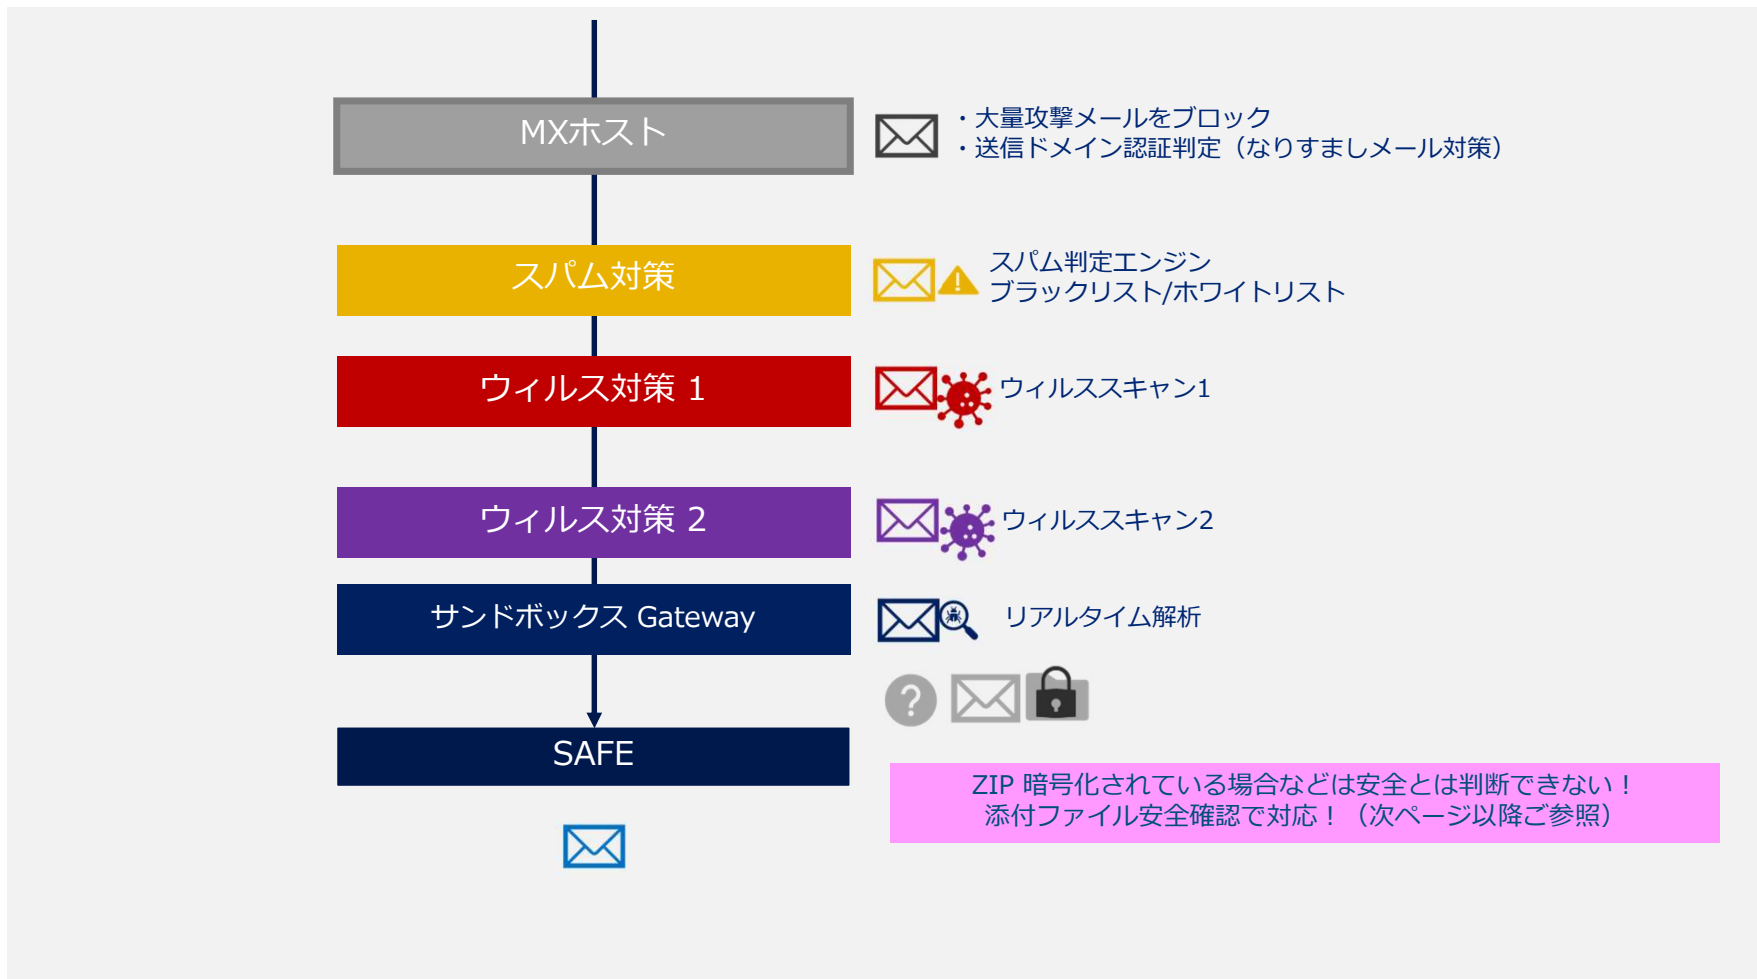 MXホスト
・大量攻撃メールをブロック
・送信ドメイン認証判定（なりすましメール対策）
スパム対策
スパム判定エンジン
ブラックリスト/ホワイトリスト
ウィルス対策 1
ウィルススキャン1
ウィルス対策 2
ウィルススキャン2
サンドボックス Gateway
リアルタイム解析
?
SAFE
ZIP 暗号化されている場合などは安全とは判断できない！
添付ファイル安全確認で対応！（次ページ以降ご参照）